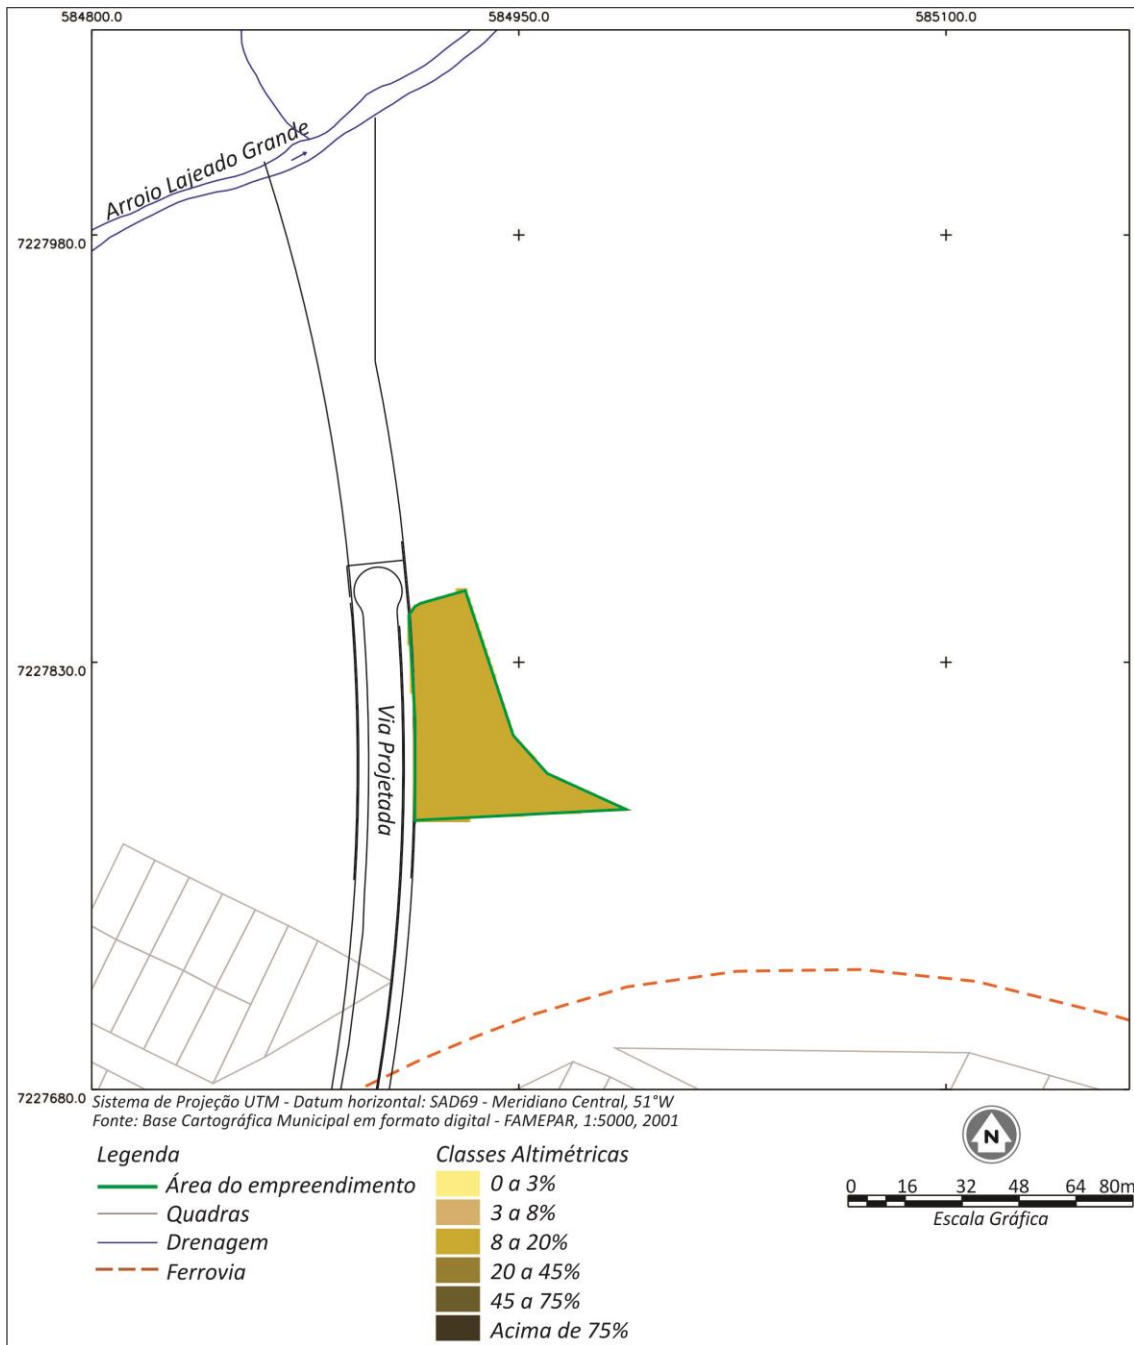 584800.0
584950.0
585100.0
Arroio Lajeado Grande
7227980.0
7227830.0
Via Projetada
7227680.0
Sistema de Projeção UTM - Datum horizontal: SAD69 - Meridiano Central, 51°W
Fonte: Base Cartográfica Municipal em formato digital - FAMEPAR, 1:5000, 2001
Legenda
Área do empreendimento
Quadras
Drenagem
Ferrovia
Classes Altimétricas
0 a 3%
3 a 8%
8 a 20%
20 a 45%
45 a 75%
Acima de 75%
N
0 16 32 48 64 80m
Escala Gráfica